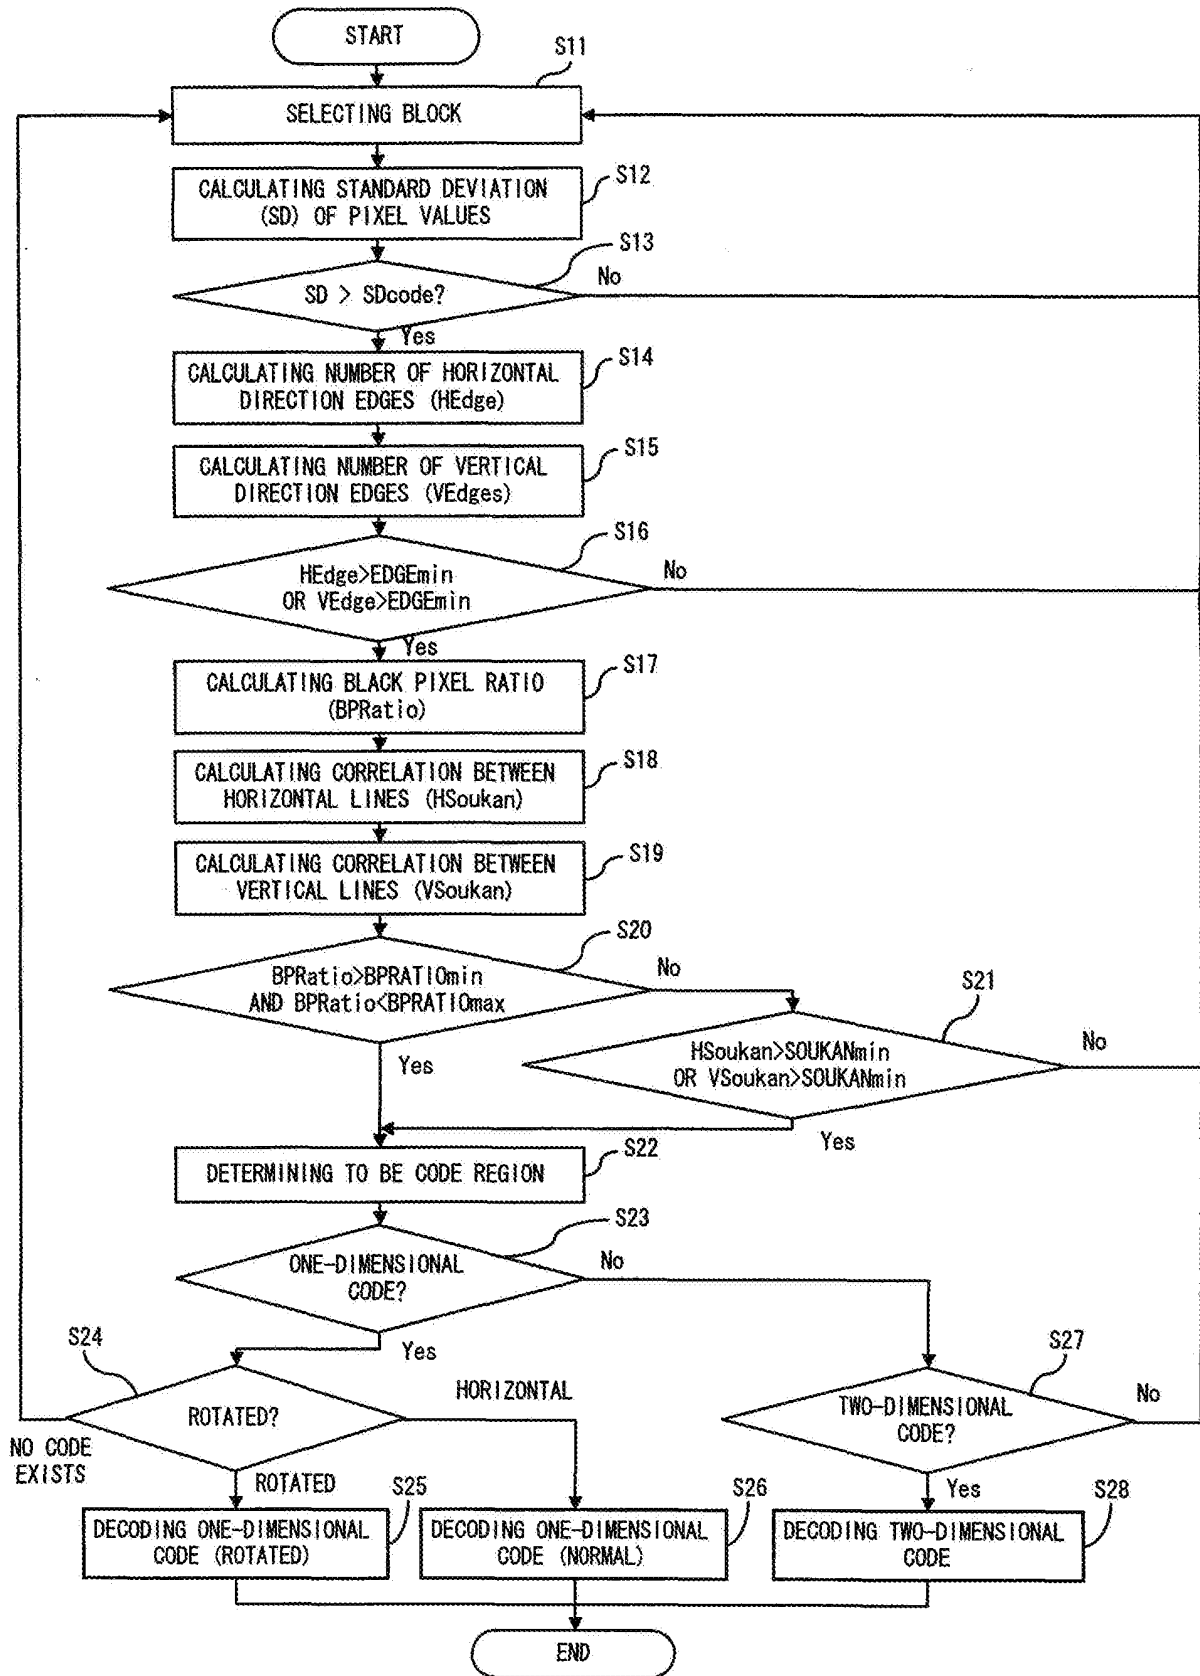 START
S11
SELECTING BLOCK
CALCULATING STANDARD DEVIATION
(SD) OF PIXEL VALUES
S12
S13
SD > SDcode?
No
Yes
CALCULATING NUMBER OF HORIZONTAL
DIRECTION EDGES (HEdge)
S14
CALCULATING NUMBER OF VERTICAL
DIRECTION EDGES (VEdges)
S15
S16
HEdge>EDGEmin
OR VEdge>EDGEmin
No
Yes
CALCULATING BLACK PIXEL RATIO
(BPRatio)
S17
CALCULATING CORRELATION BETWEEN
HORIZONTAL LINES (HSoukan)
S18
CALCULATING CORRELATION BETWEEN
VERTICAL LINES (VSoukan)
S19
S20
BPRatio>BPRATIOmin
AND BPRatio<BPRATIOmax
No
Yes
S21
HSoukan>SOUKANmin
OR VSoukan>SOUKANmin
No
Yes
DETERMINING TO BE CODE REGION
S22
S23
ONE-DIMENSIONAL
CODE?
No
Yes
S24
ROTATED?
HORIZONTAL
NO CODE
EXISTS
ROTATED
S27
TWO-DIMENSIONAL
CODE?
No
Yes
S25
DECODING ONE-DIMENSIONAL
CODE (ROTATED)
S26
DECODING ONE-DIMENSIONAL
CODE (NORMAL)
S28
DECODING TWO-DIMENSIONAL
CODE
END